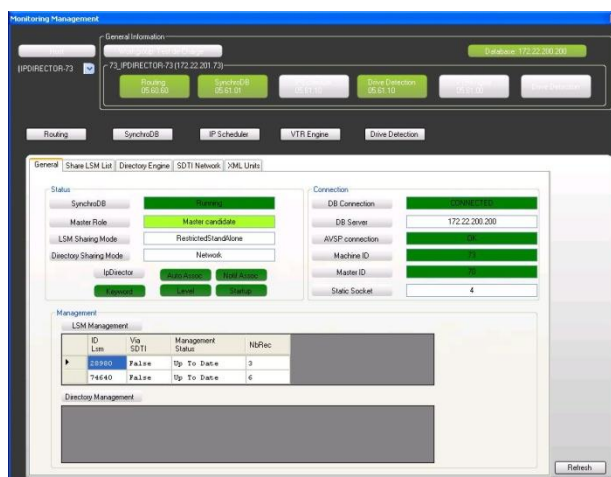 Monitoring Management
General Information
Database: 172.22.200.200
IPDIRECTOR-73
73_IPDIRECTOR-73 (172.22.201.73)
Routing SynchroDB Drive Detection
05.60.60 05.61.01 05.61.10
Routing SynchroDB IP Scheduler VTR Engine Drive Detection
General Share LSM List Directory Engine SDTI Network XML Units
Status Connection
SynchroDB Running DB Connection CONNECTED
Master Role Master candidate DB Server 172.22.200.200
LSM Sharing Mode RestrictedStandAlone AVSP connection OK
Directory Sharing Mode Network Machine ID 73
IpDirector Auto Assoc Notif Assoc Master ID
Keyword Level Startup Static Socket 4
Management
LSM Management
ID Lsm Via SDTI Management Status NbRec
28980 False Up To Date 3
74640 False Up To Date 6
Directory Management
Refresh